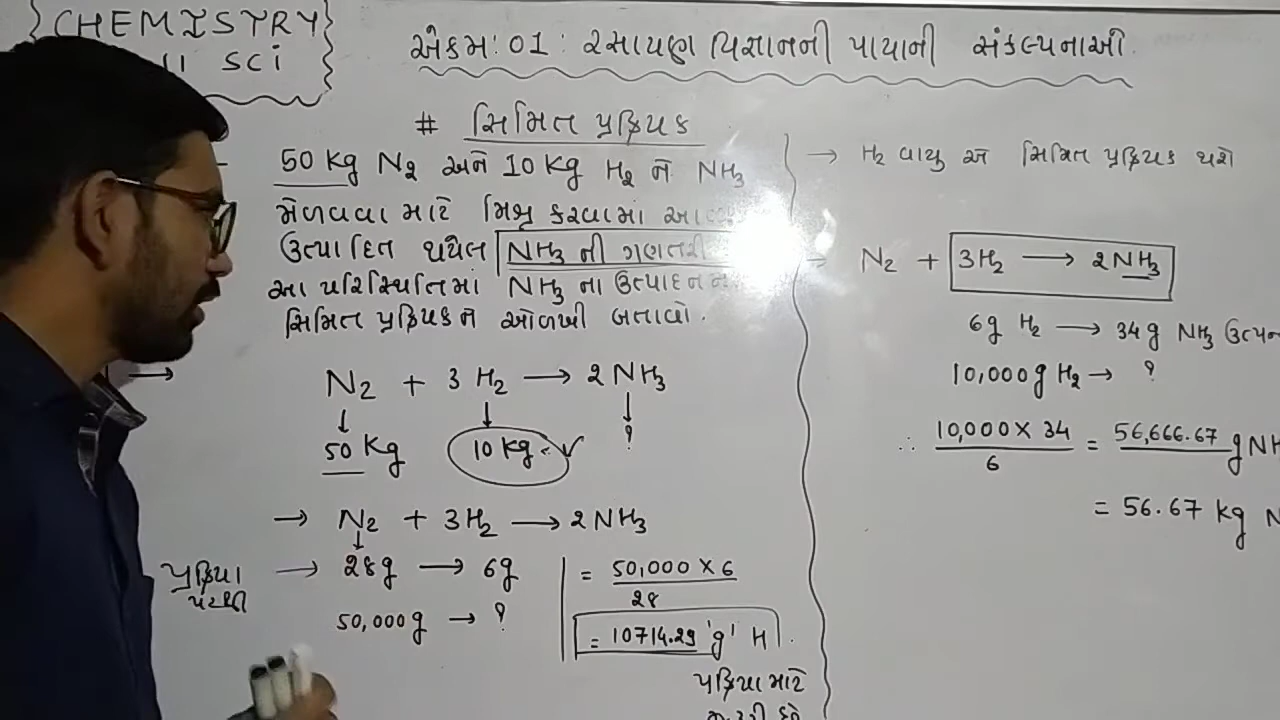 CHEMISTRY
11 SCI
એકમ: 01: રસાયણ વિજ્ઞાનની પાયાની સંકલ્પનાઓ.
# સિમિત પ્રક્રિયક
50 Kg N₂ અને 10 Kg H₂ ને NH₃
મેળવવા માટે મિશ્ર કરવામાં
ઉત્પાદિત થયેલ NH₃ ની ગણતરી
આ પરિસ્થિતિમાં NH₃ ના ઉત્પાદન
સિમિત પ્રક્રિયકને ઓળખી બતાવો.
→ N₂ + 3H₂ → 2NH₃
↓ ↓ ↓
50 Kg 10 Kg. ✓ ?
→ N₂ + 3H₂ → 2NH₃
↓
પ્રક્રિયા પરથી → 28g → 6g
50,000g → ?
= 50,000 X 6
28
= 10714.29 'g' H
પ્રક્રિયા માટે
→ H₂ વાયુ એ સિમિત પ્રક્રિયક થશે
→ N₂ + 3H₂ → 2NH₃
6g H₂ → 34g NH₃
10,000g H₂ → ?
∴ 10,000 X 34 = 56,666.67 g
6
= 56.67 kg